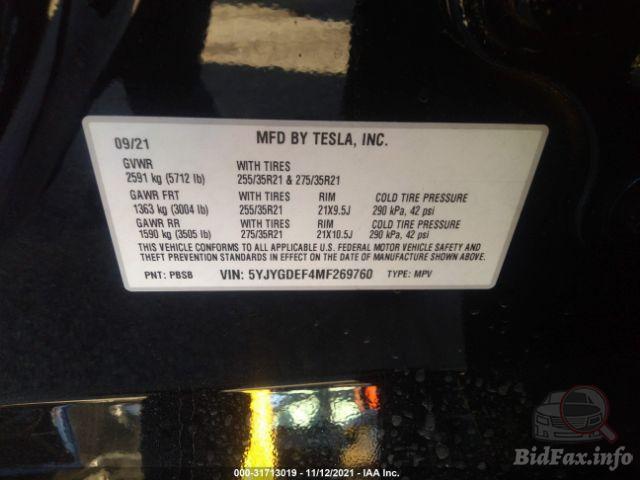 09/21 MFD BY TESLA, INC.
GVWR WITH TIRES
2591 kg (5712 lb) 255/35R21 & 275/35R21
GAWR FRT WITH TIRES RIM COLD TIRE PRESSURE
1363 kg (3004 lb) 255/35R21 21X9.5J 290 kPa, 42 psi
GAWR RR WITH TIRES RIM COLD TIRE PRESSURE
1590 kg (3505 lb) 275/35R21 21X10.5J 290 kPa, 42 psi
THIS VEHICLE CONFORMS TO ALL APPLICABLE U.S. FEDERAL MOTOR VEHICLE SAFETY AND
THEFT PREVENTION STANDARDS IN EFFECT ON THE DATE OF MANUFACTURE SHOWN ABOVE.
PNT: PBSB VIN: 5YJYGDEF4MF269760 TYPE: MPV
000-31713019 - 11/12/2021 - IAA Inc.
BidFax.info